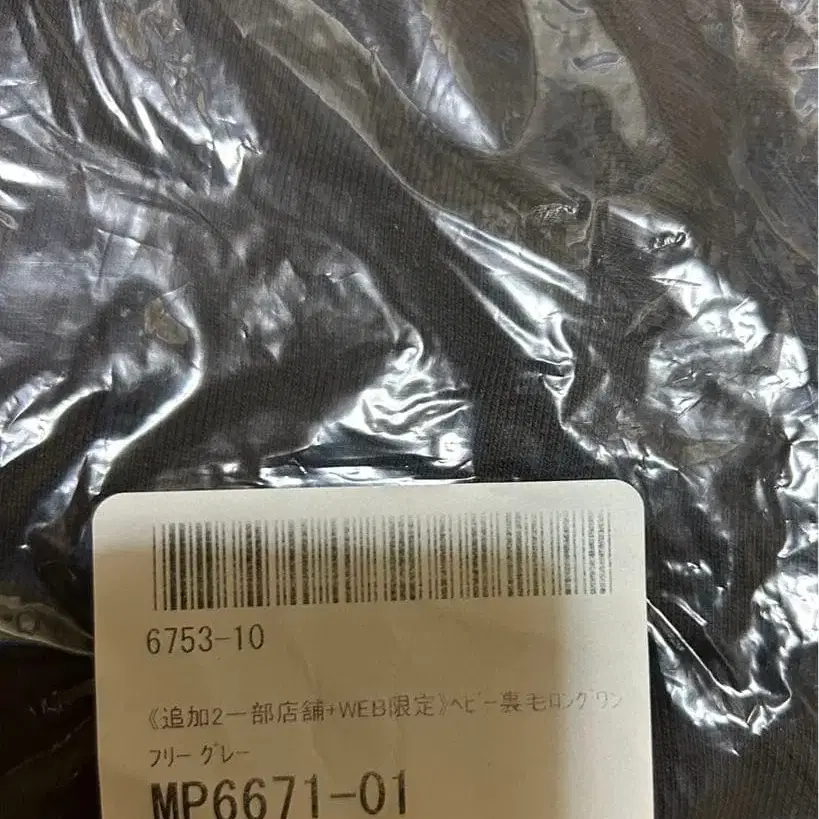 6753-10
《追加2一部店舗+WEB限定》ヘビー裏毛ロングワン
フリー グレー
MP6671-01